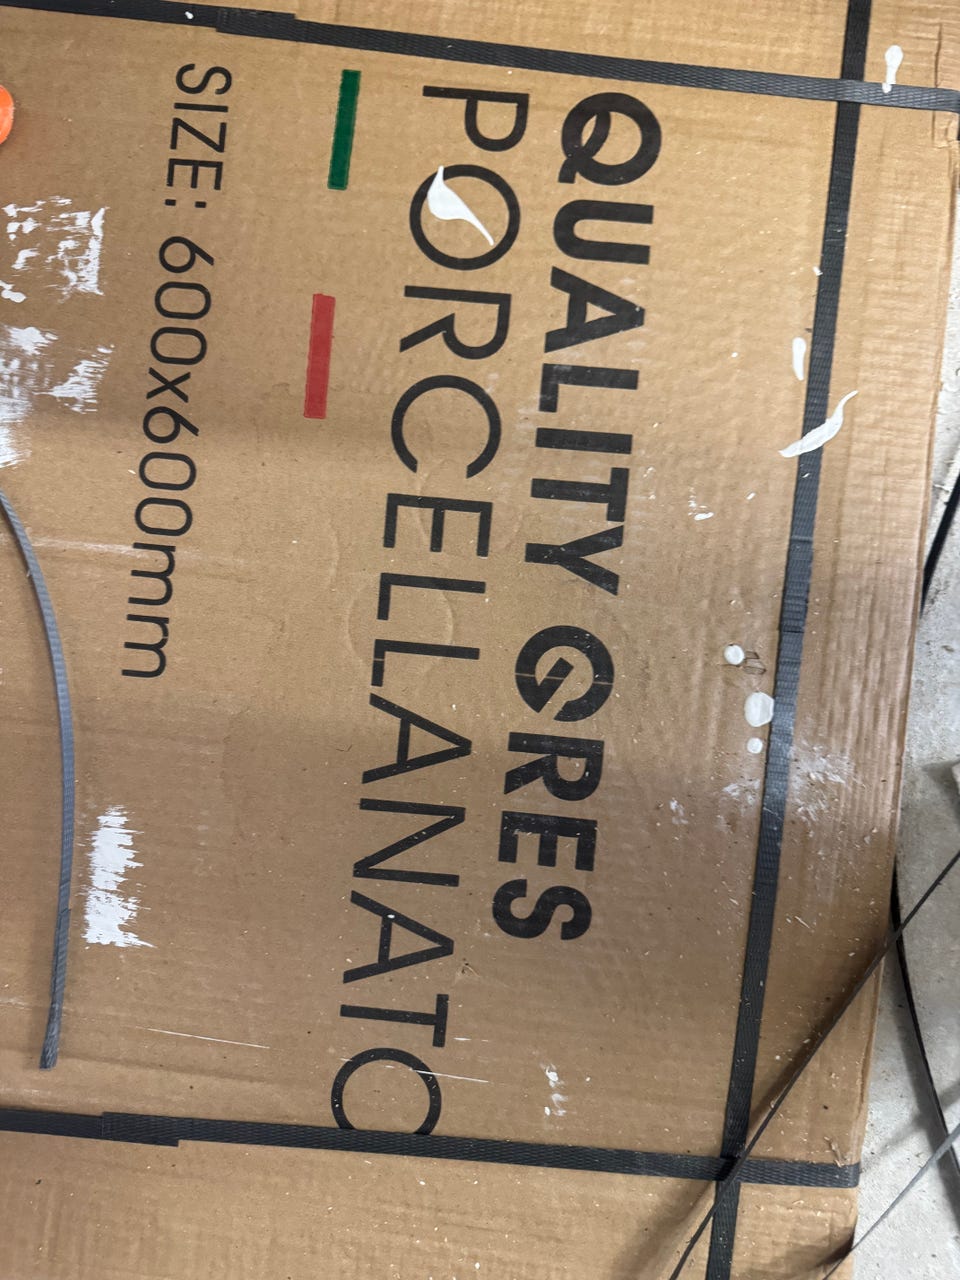 QUALITY GRES
PORCELLANATO
SIZE: 600x600mm